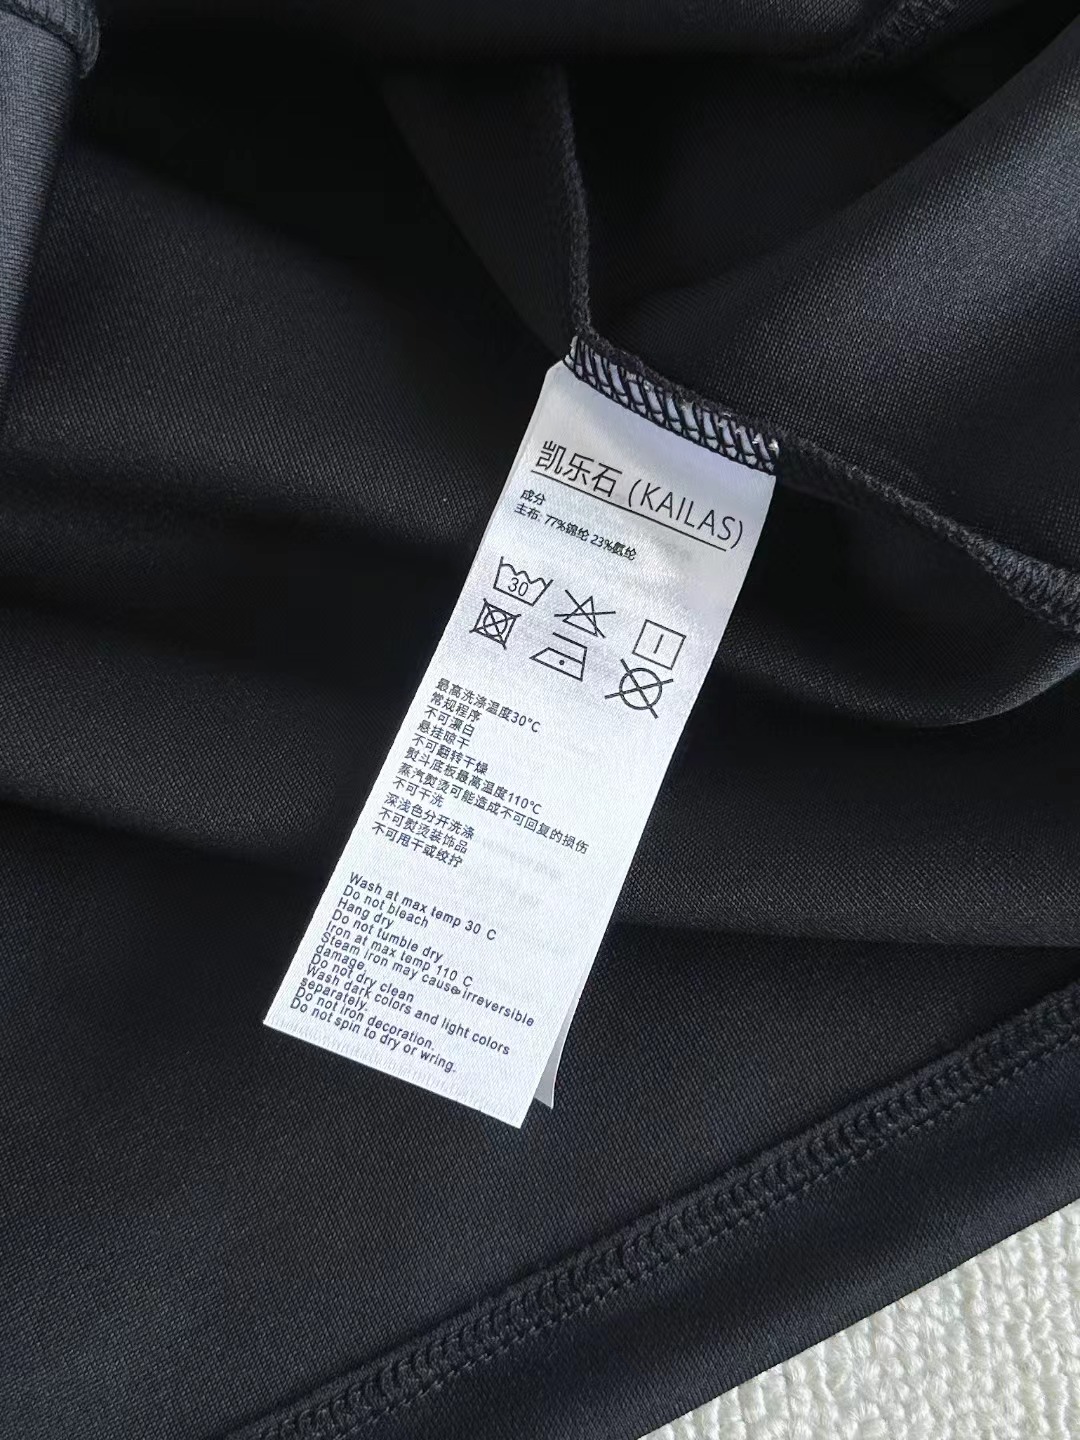 凯乐石 (KAILAS)
成分
主布: 77%锦纶 23%氨纶
30
最高洗涤温度30°C
常规程序
不可漂白
悬挂晾干
不可翻转干燥
熨斗底板最高温度110°C
蒸汽熨烫可能造成不可回复的损伤
不可干洗
深浅色分开洗涤
不可熨烫装饰品
不可甩干或绞拧
Wash at max temp 30 C
Do not bleach
Hang dry
Do not tumble dry
Iron at max temp 110 C
Steam iron may cause irreversible
damage.
Do not dry clean
Wash dark colors and light colors
separately.
Do not iron decoration.
Do not spin to dry or wring.